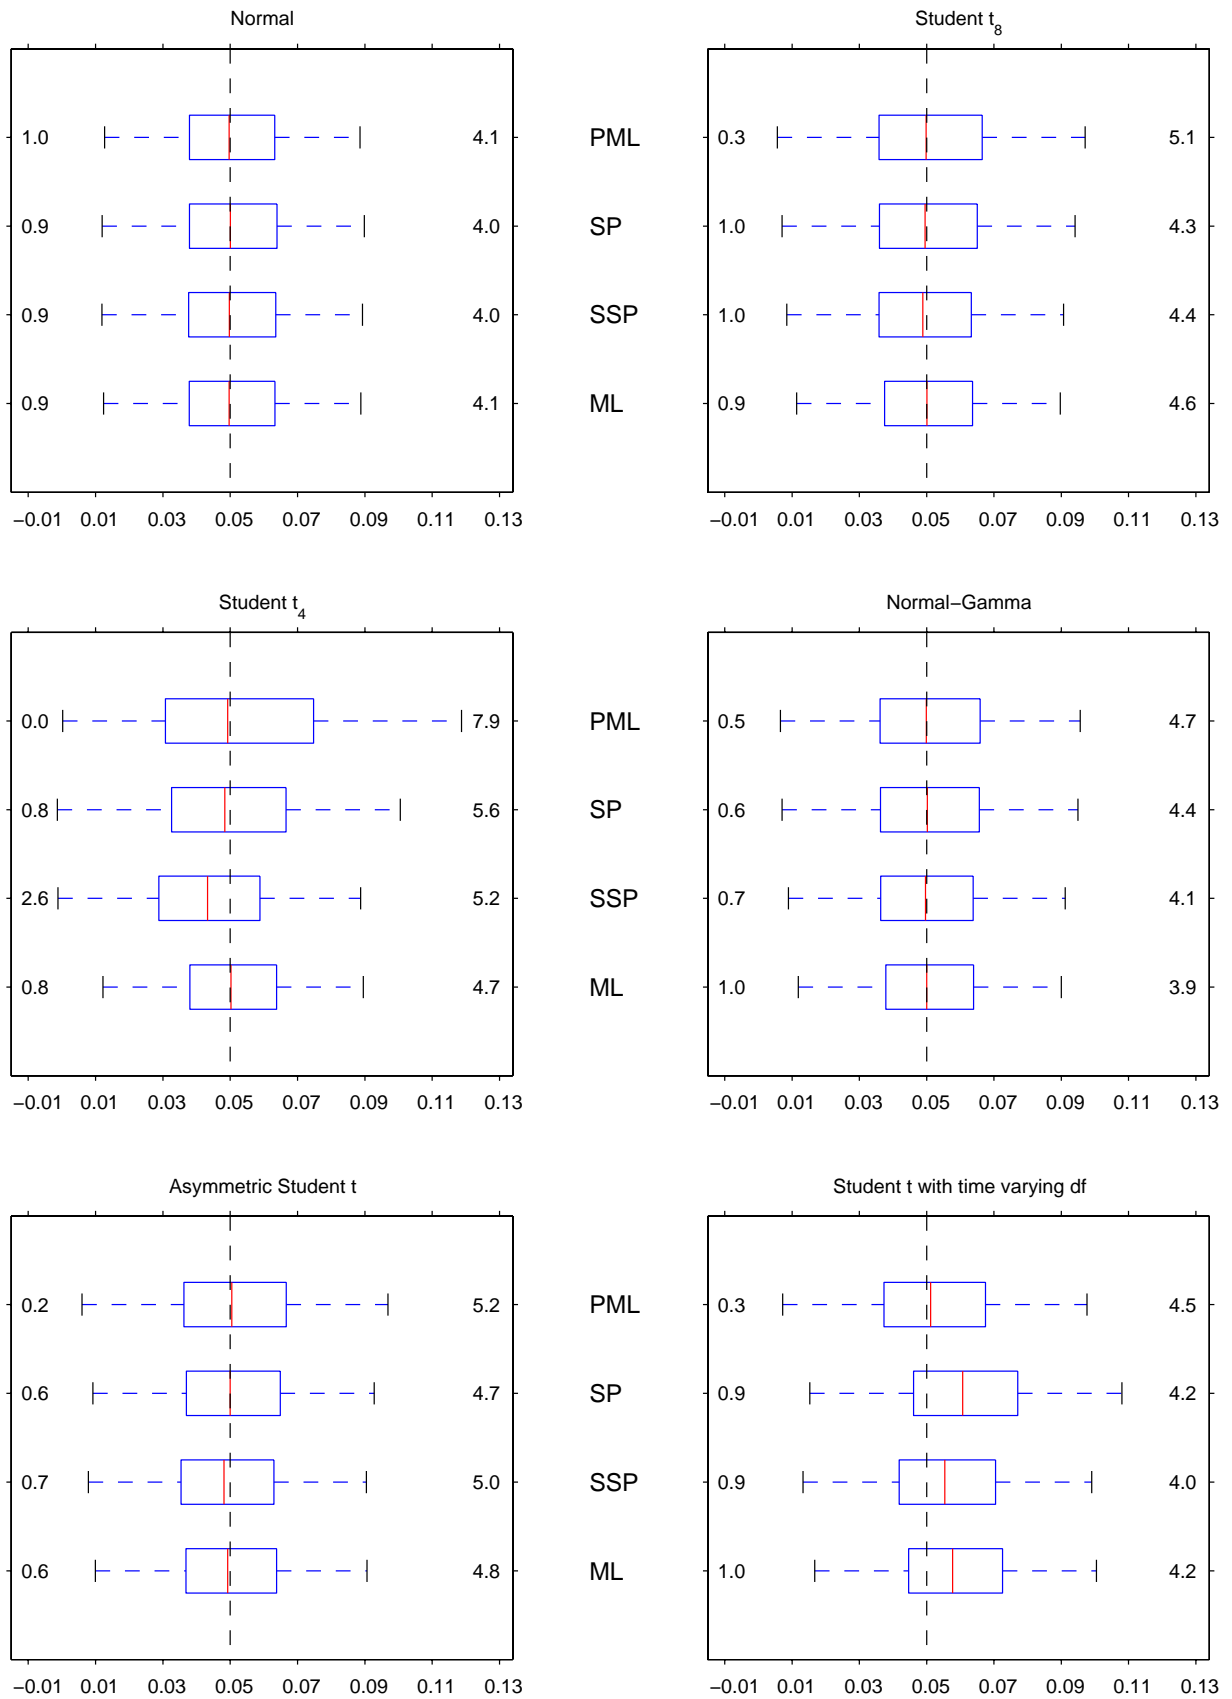 Normal
Student t8
1.0 4.1 PML 0.3 5.1
0.9 4.0 SP 1.0 4.3
0.9 4.0 SSP 1.0 4.4
0.9 4.1 ML 0.9 4.6
−0.01 0.01 0.03 0.05 0.07 0.09 0.11 0.13
−0.01 0.01 0.03 0.05 0.07 0.09 0.11 0.13
Student t4
Normal−Gamma
0.0 7.9 PML 0.5 4.7
0.8 5.6 SP 0.6 4.4
2.6 5.2 SSP 0.7 4.1
0.8 4.7 ML 1.0 3.9
−0.01 0.01 0.03 0.05 0.07 0.09 0.11 0.13
−0.01 0.01 0.03 0.05 0.07 0.09 0.11 0.13
Asymmetric Student t
Student t with time varying df
0.2 5.2 PML 0.3 4.5
0.6 4.7 SP 0.9 4.2
0.7 5.0 SSP 0.9 4.0
0.6 4.8 ML 1.0 4.2
−0.01 0.01 0.03 0.05 0.07 0.09 0.11 0.13
−0.01 0.01 0.03 0.05 0.07 0.09 0.11 0.13